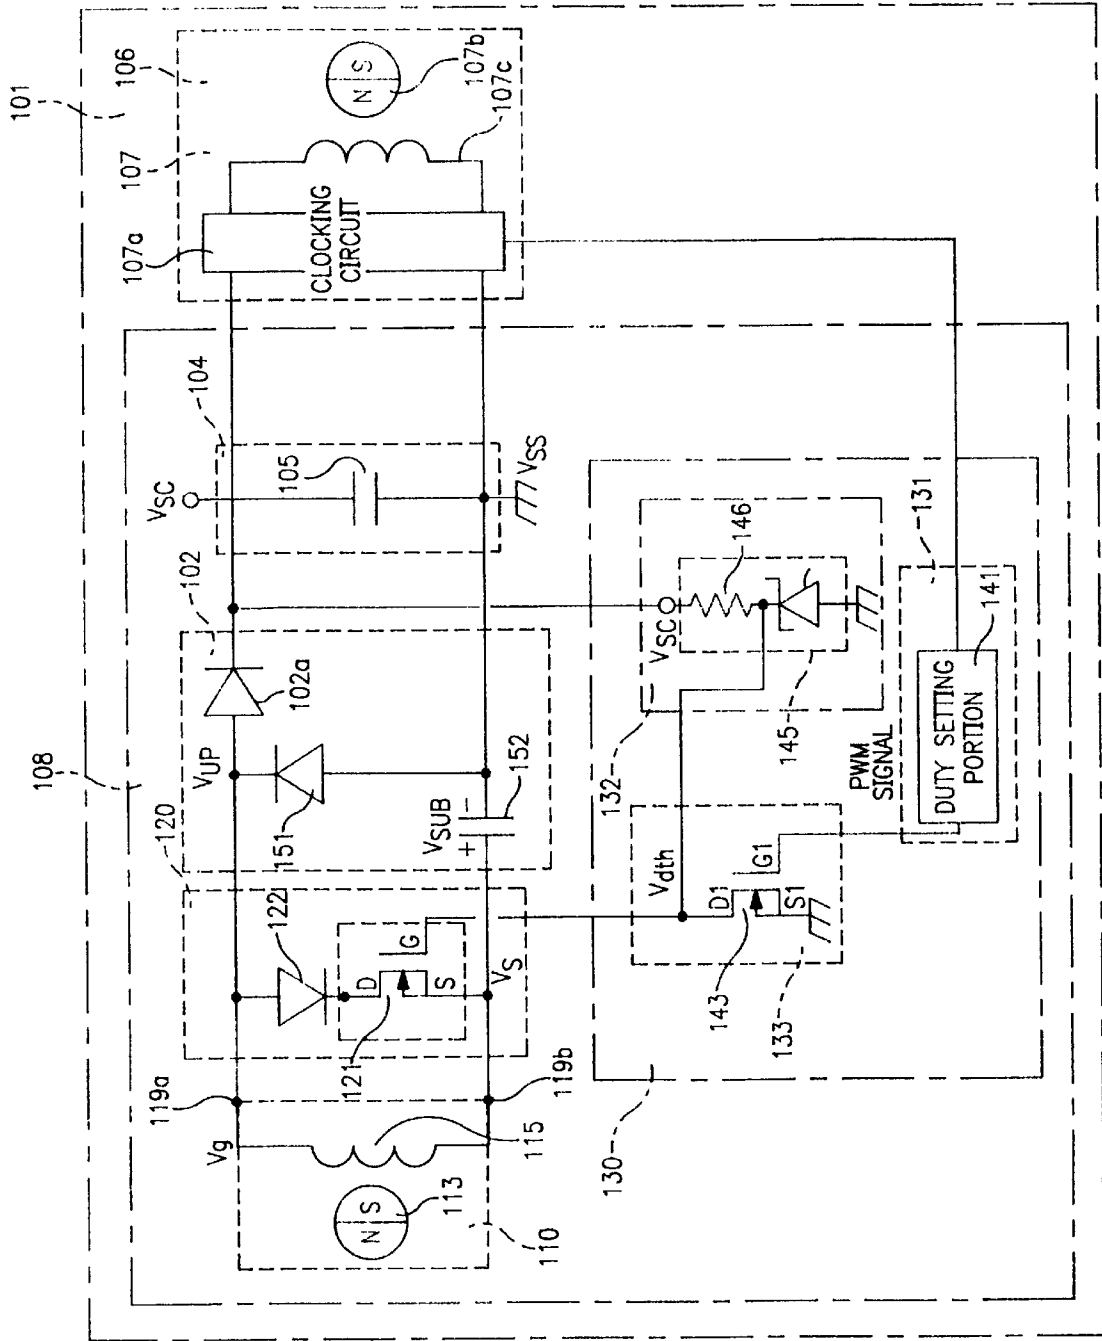 101
106
107
107a
CLOCKING
CIRCUIT
N S
107b
107c
108
104
VSC
105
VSS
102
102a
VUP
151
VSUB
+
-
152
120
122
D
G
S
121
VS
119a
119b
Vg
115
N S
113
110
130
132
VSC
146
145
Vdth
D1
G1
S1
143
133
PWM
SIGNAL
131
DUTY SETTING
PORTION
141